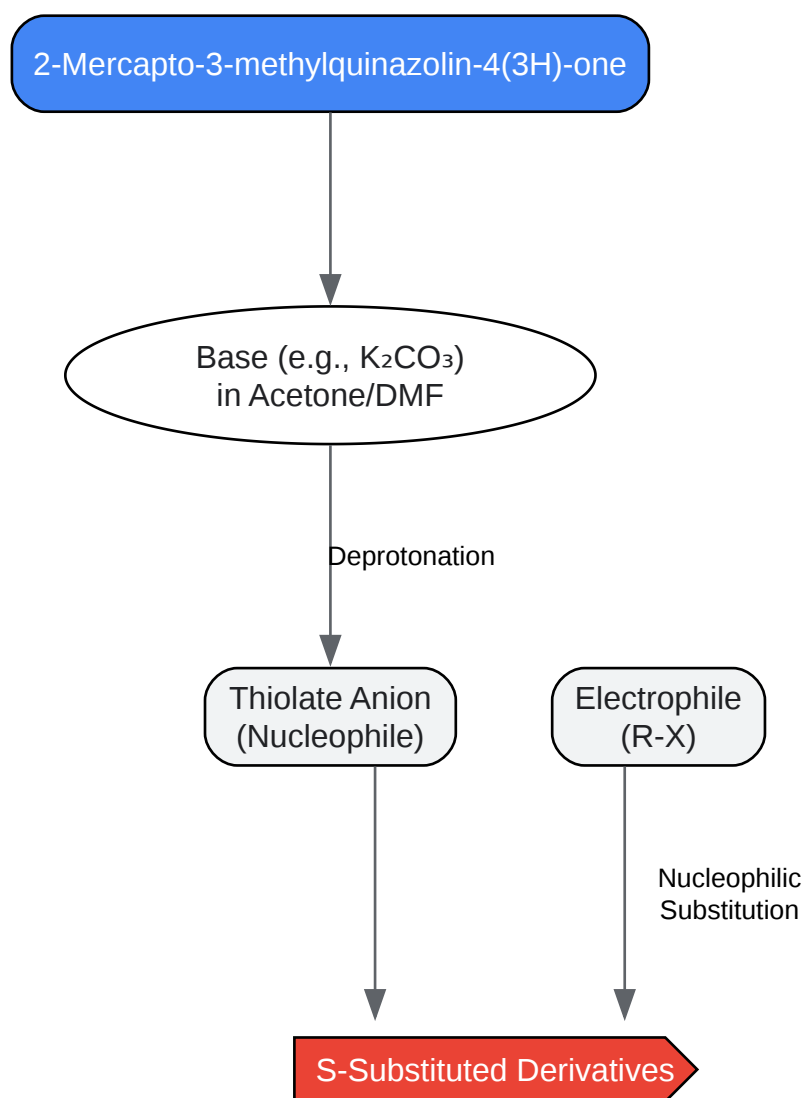 2-Mercapto-3-methylquinazolin-4(3H)-one
Base (e.g., K₂CO₃)
in Acetone/DMF
Deprotonation
Thiolate Anion
(Nucleophile)
Electrophile
(R-X)
Nucleophilic
Substitution
S-Substituted Derivatives